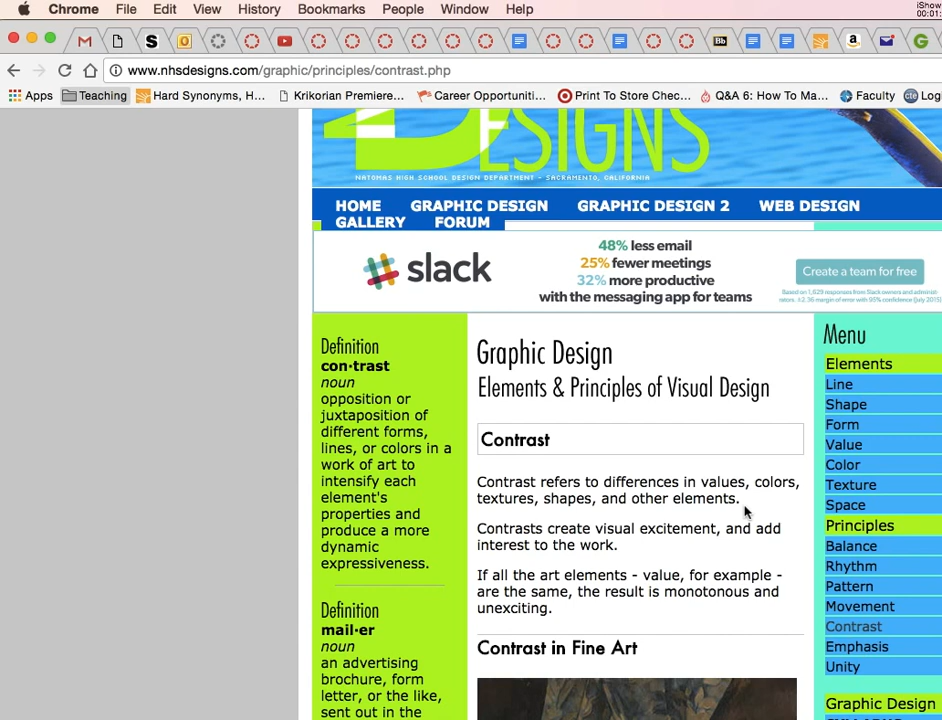 Chrome File Edit View History Bookmarks People Window Help
iShow
00:01:
www.nhsdesigns.com/graphic/principles/contrast.php
Apps Teaching Hard Synonyms, H... Krikorian Premiere... Career Opportuniti... Print To Store Chec... Q&A 6: How To Ma... Faculty Logi
DESIGNS
NATOMAS HIGH SCHOOL DESIGN DEPARTMENT - SACRAMENTO, CALIFORNIA
HOME GRAPHIC DESIGN GRAPHIC DESIGN 2 WEB DESIGN
GALLERY FORUM
slack
48% less email
25% fewer meetings
32% more productive
with the messaging app for teams
Create a team for free
Based on 1,629 responses from Slack owners and administ-
rators. ±2.36 margin of error with 95% confidence (July 2015)
Definition
con·trast
noun
opposition or
juxtaposition of
different forms,
lines, or colors in a
work of art to
intensify each
element's
properties and
produce a more
dynamic
expressiveness.
Definition
mail·er
noun
an advertising
brochure, form
letter, or the like,
sent out in the
Graphic Design
Elements & Principles of Visual Design
Contrast
Contrast refers to differences in values, colors,
textures, shapes, and other elements.
Contrasts create visual excitement, and add
interest to the work.
If all the art elements - value, for example -
are the same, the result is monotonous and
unexciting.
Contrast in Fine Art
Menu
Elements
Line
Shape
Form
Value
Color
Texture
Space
Principles
Balance
Rhythm
Pattern
Movement
Contrast
Emphasis
Unity
Graphic Design